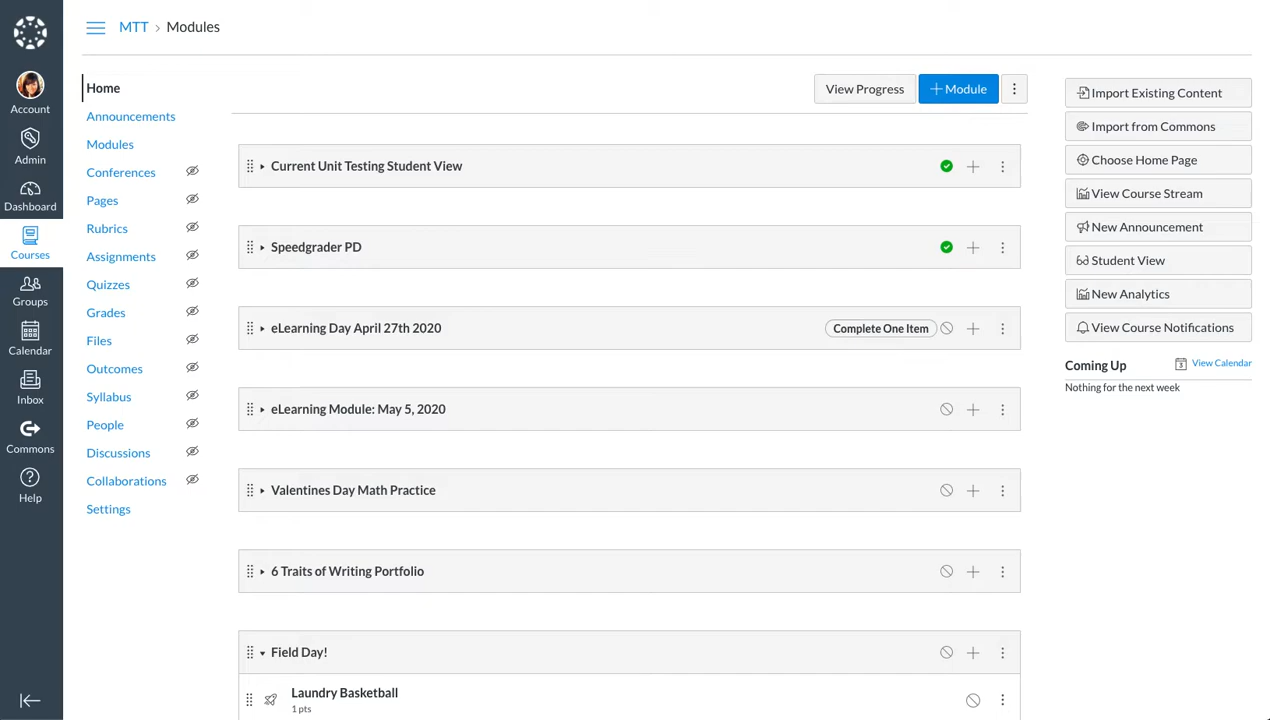 MTT › Modules
Account
Admin
Dashboard
Courses
Groups
Calendar
Inbox
Commons
Help
Home
Announcements
Modules
Conferences
Pages
Rubrics
Assignments
Quizzes
Grades
Files
Outcomes
Syllabus
People
Discussions
Collaborations
Settings
View Progress
+ Module
Current Unit Testing Student View
Speedgrader PD
eLearning Day April 27th 2020
Complete One Item
eLearning Module: May 5, 2020
Valentines Day Math Practice
6 Traits of Writing Portfolio
Field Day!
Laundry Basketball
1 pts
Import Existing Content
Import from Commons
Choose Home Page
View Course Stream
New Announcement
Student View
New Analytics
View Course Notifications
Coming Up
View Calendar
Nothing for the next week